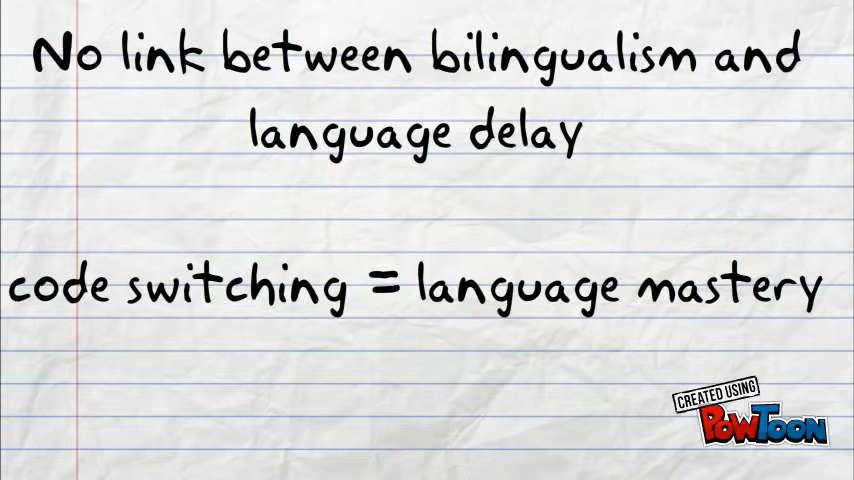 No link between bilingualism and
language delay
code switching = language mastery
CREATED USING
POWTOON